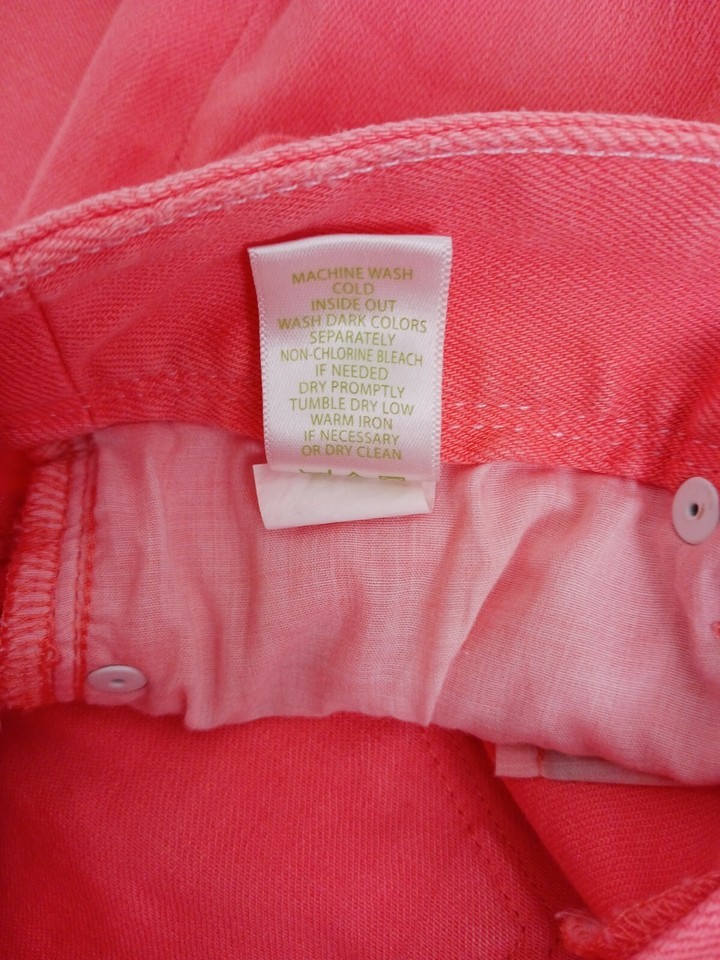 MACHINE WASH
COLD
INSIDE OUT
WASH DARK COLORS
SEPARATELY
NON-CHLORINE BLEACH
IF NEEDED
DRY PROMPTLY
TUMBLE DRY LOW
WARM IRON
IF NECESSARY
OR DRY CLEAN